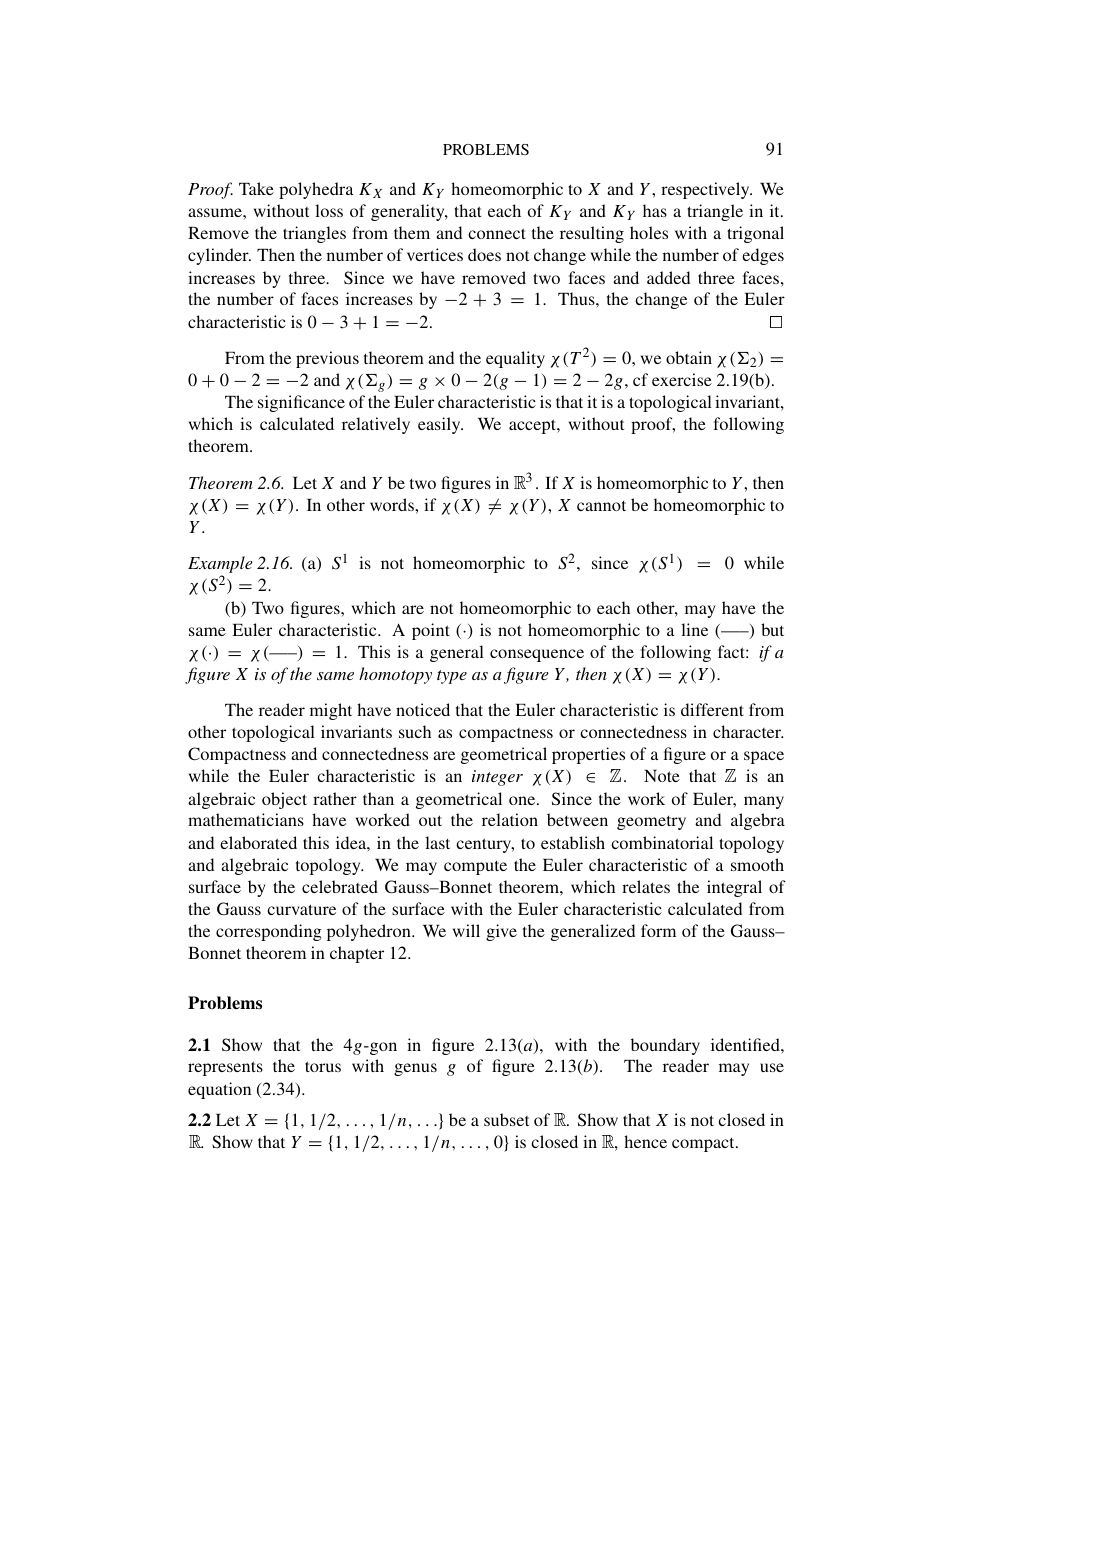 PROBLEMS 91
Proof. Take polyhedra K_X and K_Y homeomorphic to X and Y, respectively. We
assume, without loss of generality, that each of K_Y and K_Y has a triangle in it.
Remove the triangles from them and connect the resulting holes with a trigonal
cylinder. Then the number of vertices does not change while the number of edges
increases by three. Since we have removed two faces and added three faces,
the number of faces increases by −2 + 3 = 1. Thus, the change of the Euler
characteristic is 0 − 3 + 1 = −2. □
From the previous theorem and the equality χ(T²) = 0, we obtain χ(Σ₂) =
0 + 0 − 2 = −2 and χ(Σ_g) = g × 0 − 2(g − 1) = 2 − 2g, cf exercise 2.19(b).
The significance of the Euler characteristic is that it is a topological invariant,
which is calculated relatively easily. We accept, without proof, the following
theorem.
Theorem 2.6. Let X and Y be two figures in ℝ³. If X is homeomorphic to Y, then
χ(X) = χ(Y). In other words, if χ(X) ≠ χ(Y), X cannot be homeomorphic to
Y.
Example 2.16. (a) S¹ is not homeomorphic to S², since χ(S¹) = 0 while
χ(S²) = 2.
(b) Two figures, which are not homeomorphic to each other, may have the
same Euler characteristic. A point (·) is not homeomorphic to a line (——) but
χ(·) = χ(——) = 1. This is a general consequence of the following fact: if a
figure X is of the same homotopy type as a figure Y, then χ(X) = χ(Y).
The reader might have noticed that the Euler characteristic is different from
other topological invariants such as compactness or connectedness in character.
Compactness and connectedness are geometrical properties of a figure or a space
while the Euler characteristic is an integer χ(X) ∈ ℤ. Note that ℤ is an
algebraic object rather than a geometrical one. Since the work of Euler, many
mathematicians have worked out the relation between geometry and algebra
and elaborated this idea, in the last century, to establish combinatorial topology
and algebraic topology. We may compute the Euler characteristic of a smooth
surface by the celebrated Gauss–Bonnet theorem, which relates the integral of
the Gauss curvature of the surface with the Euler characteristic calculated from
the corresponding polyhedron. We will give the generalized form of the Gauss–
Bonnet theorem in chapter 12.
Problems
2.1 Show that the 4g-gon in figure 2.13(a), with the boundary identified,
represents the torus with genus g of figure 2.13(b). The reader may use
equation (2.34).
2.2 Let X = {1, 1/2, . . . , 1/n, . . .} be a subset of ℝ. Show that X is not closed in
ℝ. Show that Y = {1, 1/2, . . . , 1/n, . . . , 0} is closed in ℝ, hence compact.